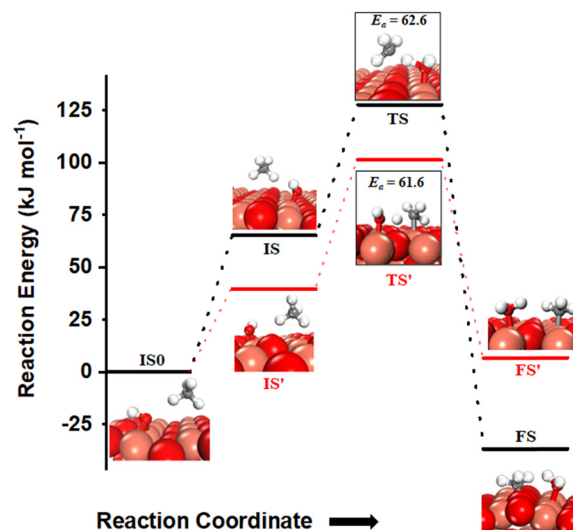 Eₐ = 62.6
125
TS
100
Reaction Energy (kJ mol⁻¹)
75
Eₐ = 61.6
IS
50
TS'
25
IS0
0
IS'
FS'
-25
FS
Reaction Coordinate